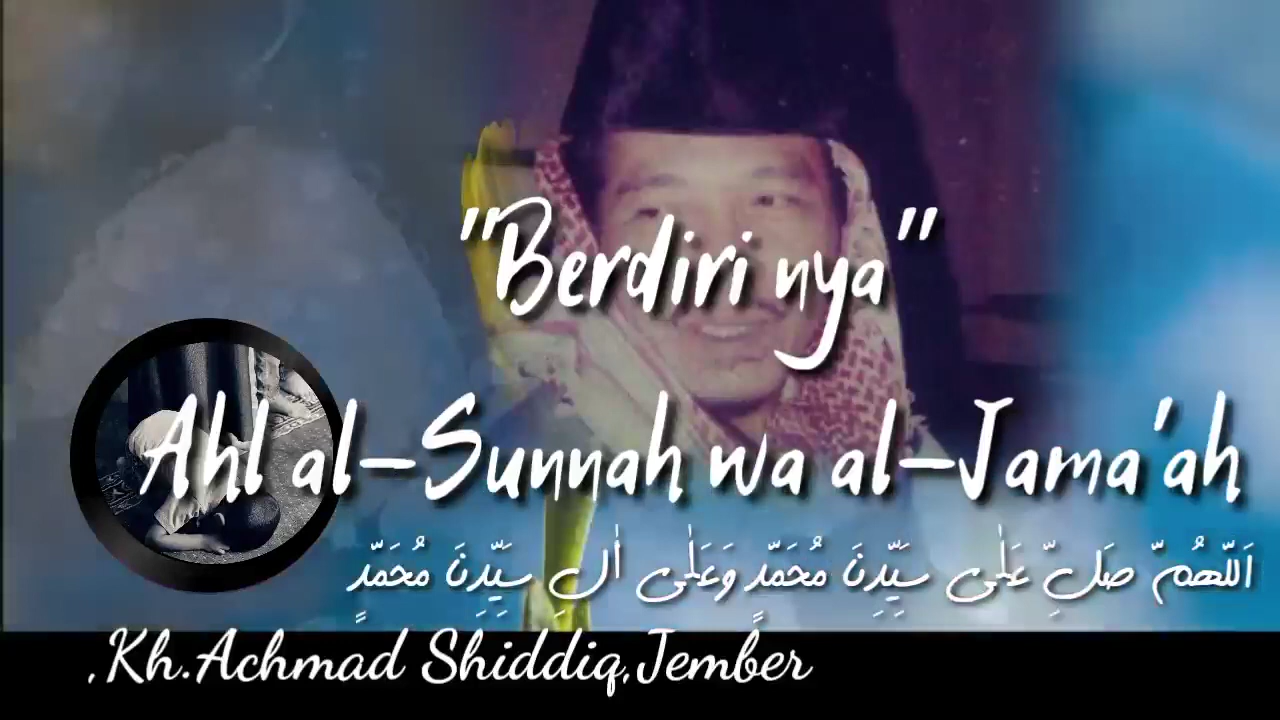 "Berdiri nya"
Ahl al-Sunnah wa al-Jama'ah
اَللّٰهُمّ صَلِّ عَلٰى سَيِّدِنَ مُحَمَّدٍ وَعَلٰى اٰلِ سَيِّدِنَ مُحَمَّدٍ
,Kh.Achmad Shiddiq,Jember